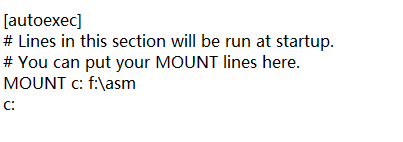 [autoexec]
# Lines in this section will be run at startup.
# You can put your MOUNT lines here.
MOUNT c: f:\asm
c: